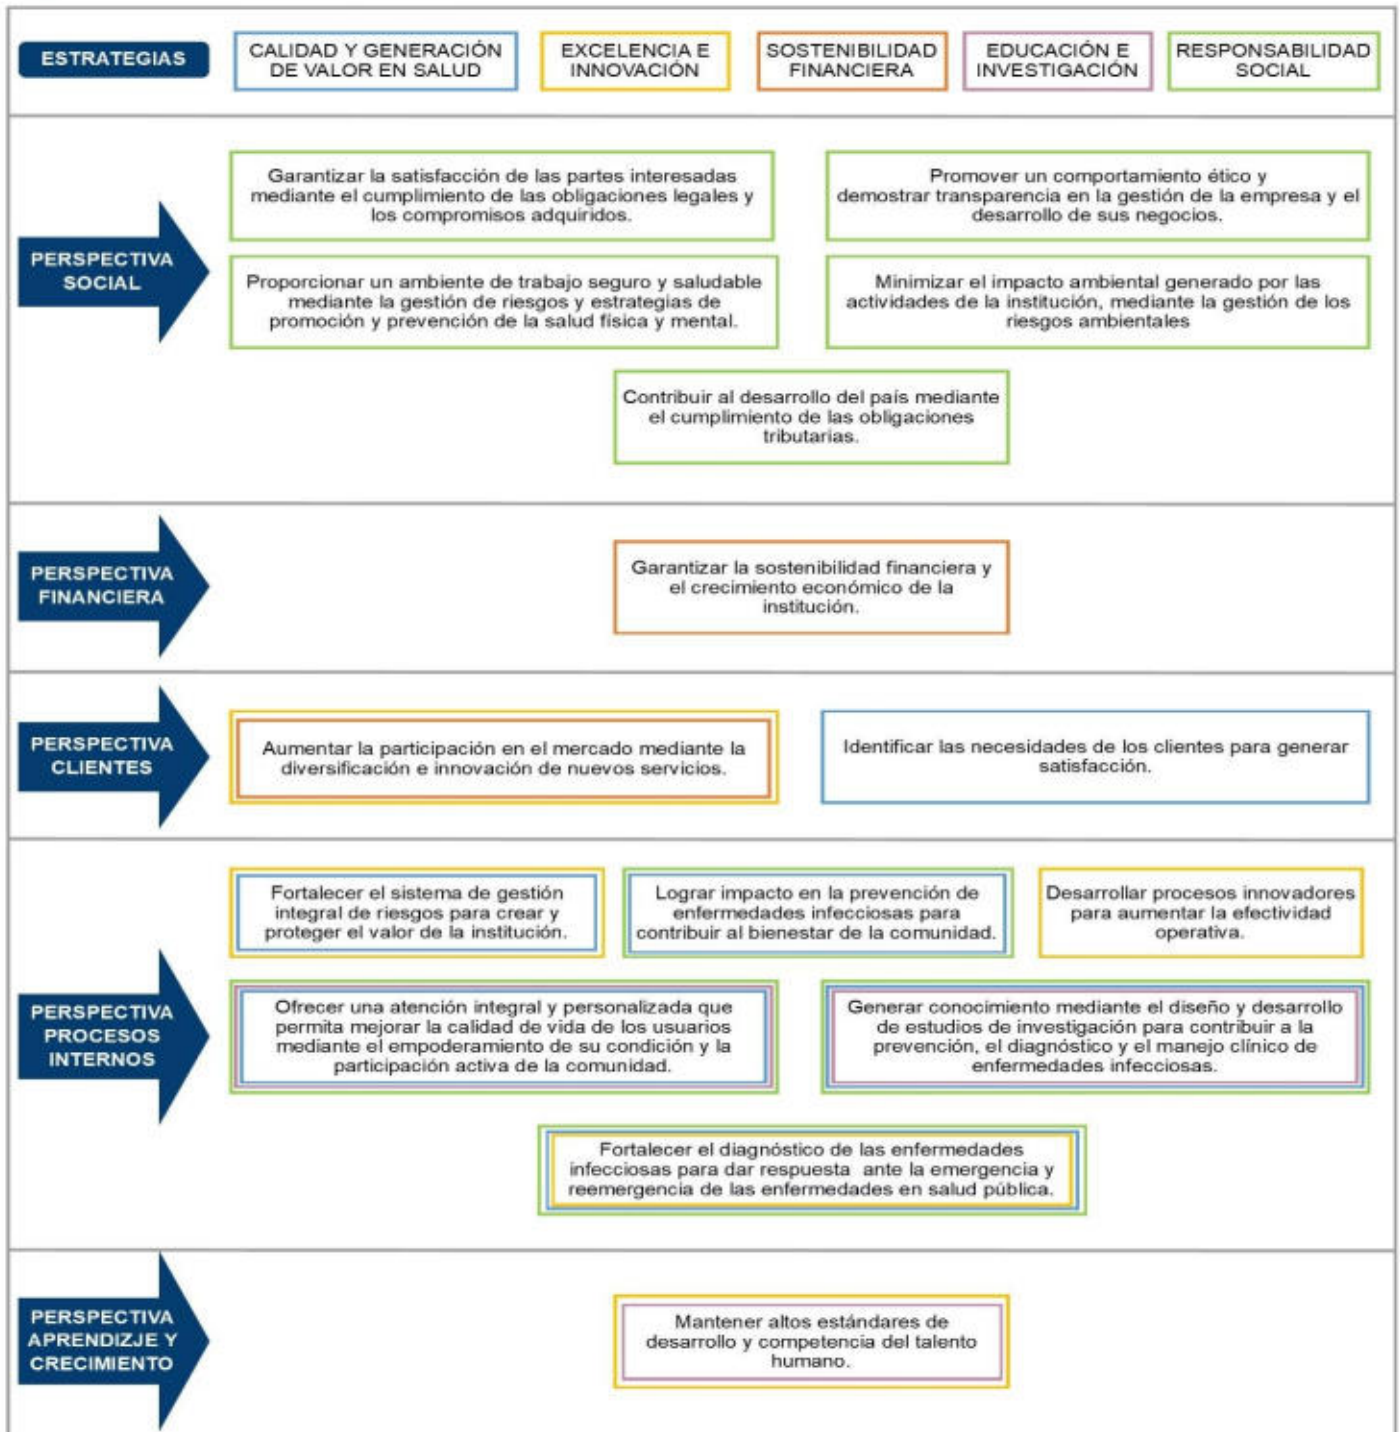 ESTRATEGIAS
CALIDAD Y GENERACIÓN
DE VALOR EN SALUD
EXCELENCIA E
INNOVACIÓN
SOSTENIBILIDAD
FINANCIERA
EDUCACIÓN E
INVESTIGACIÓN
RESPONSABILIDAD
SOCIAL
PERSPECTIVA
SOCIAL
Garantizar la satisfacción de las partes interesadas
mediante el cumplimiento de las obligaciones legales y
los compromisos adquiridos.
Promover un comportamiento ético y
demostrar transparencia en la gestión de la empresa y el
desarrollo de sus negocios.
Proporcionar un ambiente de trabajo seguro y saludable
mediante la gestión de riesgos y estrategias de
promoción y prevención de la salud física y mental.
Minimizar el impacto ambiental generado por las
actividades de la institución, mediante la gestión de los
riesgos ambientales
Contribuir al desarrollo del país mediante
el cumplimiento de las obligaciones
tributarias.
PERSPECTIVA
FINANCIERA
Garantizar la sostenibilidad financiera y
el crecimiento económico de la
institución.
PERSPECTIVA
CLIENTES
Aumentar la participación en el mercado mediante la
diversificación e innovación de nuevos servicios.
Identificar las necesidades de los clientes para generar
satisfacción.
PERSPECTIVA
PROCESOS
INTERNOS
Fortalecer el sistema de gestión
integral de riesgos para crear y
proteger el valor de la institución.
Lograr impacto en la prevención de
enfermedades infecciosas para
contribuir al bienestar de la comunidad.
Desarrollar procesos innovadores
para aumentar la efectividad
operativa.
Ofrecer una atención integral y personalizada que
permita mejorar la calidad de vida de los usuarios
mediante el empoderamiento de su condición y la
participación activa de la comunidad.
Generar conocimiento mediante el diseño y desarrollo
de estudios de investigación para contribuir a la
prevención, el diagnóstico y el manejo clínico de
enfermedades infecciosas.
Fortalecer el diagnóstico de las enfermedades
infecciosas para dar respuesta ante la emergencia y
reemergencia de las enfermedades en salud pública.
PERSPECTIVA
APRENDIZJE Y
CRECIMIENTO
Mantener altos estándares de
desarrollo y competencia del talento
humano.